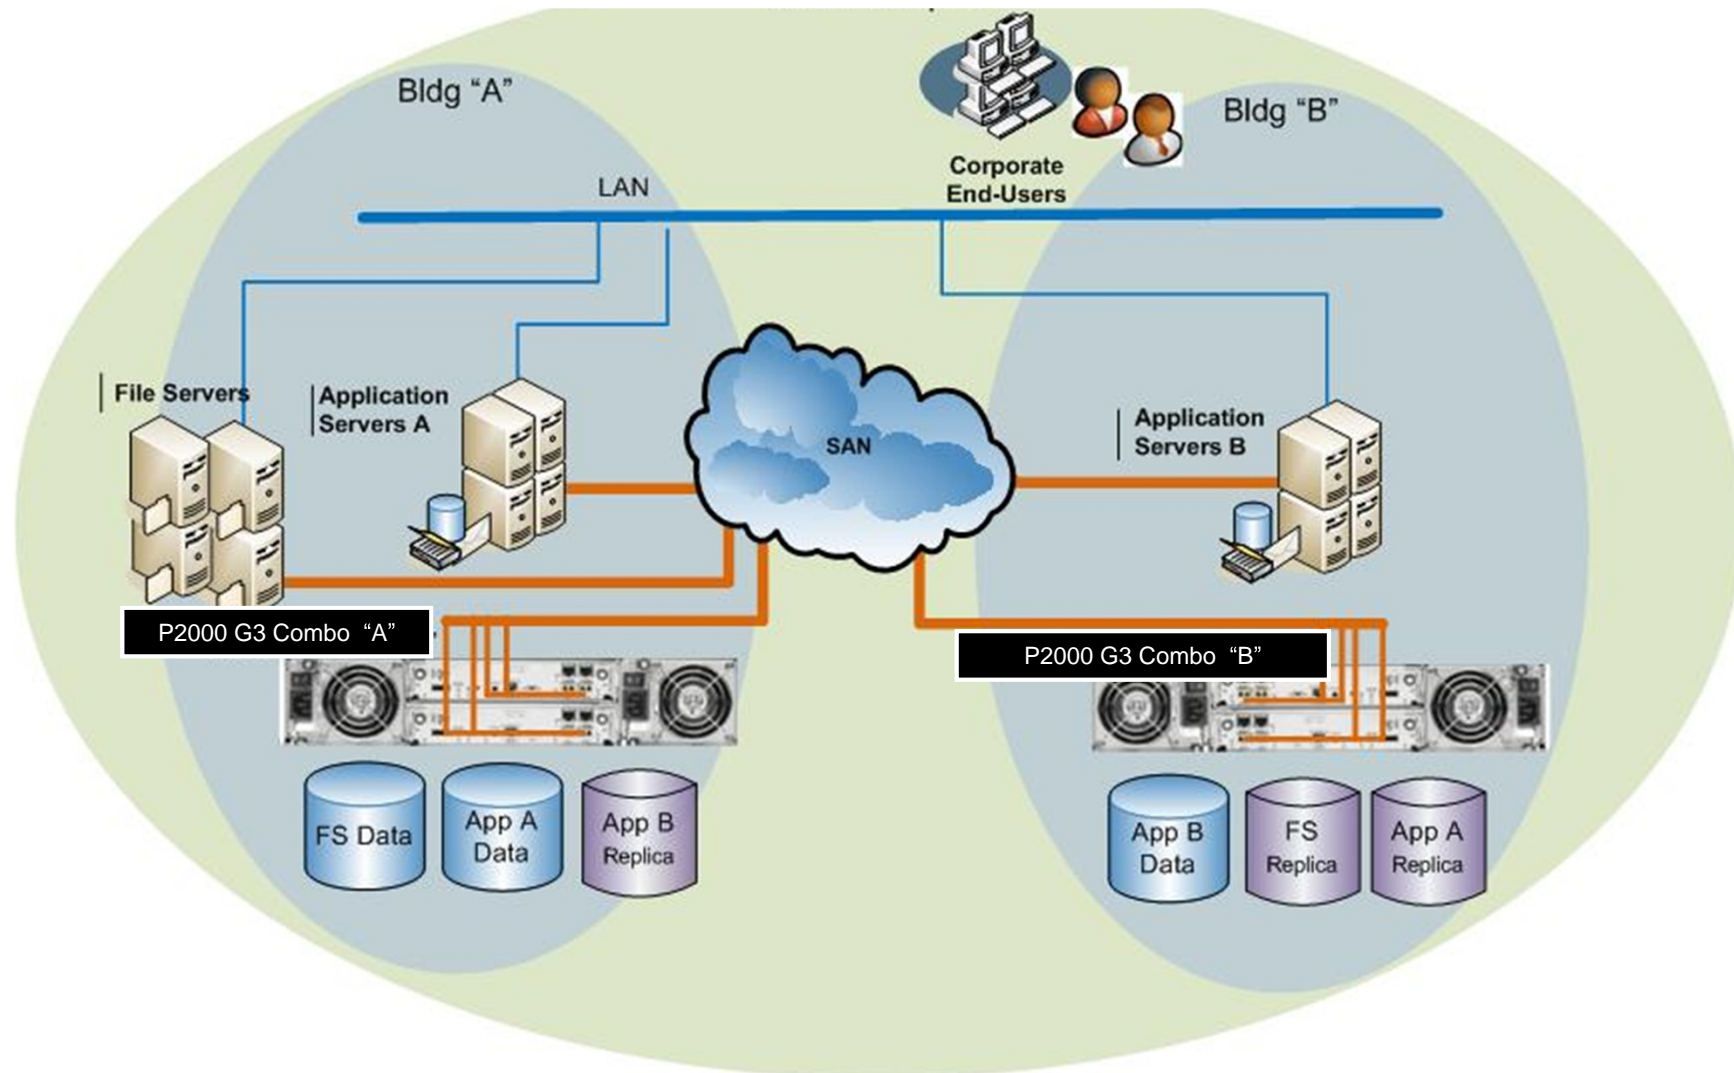 Bldg “A”
Bldg “B”
Corporate
End-Users
LAN
File Servers
Application
Servers A
SAN
Application
Servers B
P2000 G3 Combo “A”
P2000 G3 Combo “B”
FS Data
App A
Data
App B
Replica
App B
Data
FS
Replica
App A
Replica